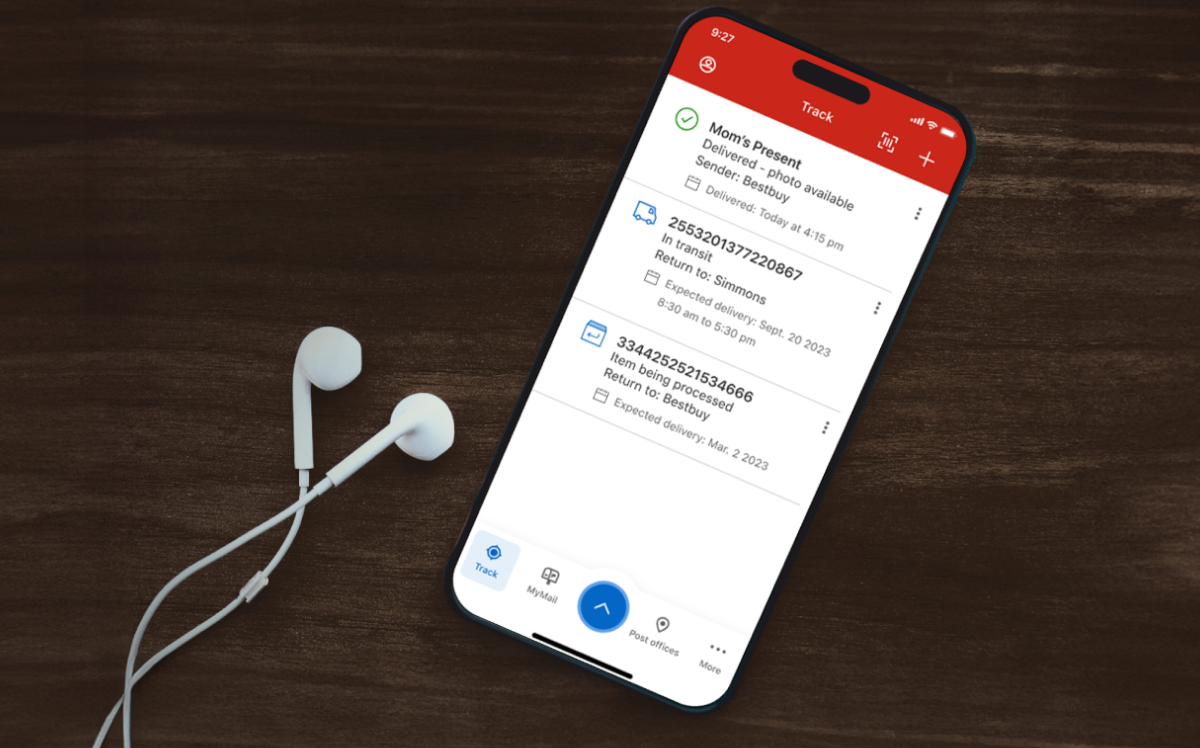 9:27
Track
Mom's Present
Delivered - photo available
Sender: Bestbuy
Delivered: Today at 4:15 pm
2553201377220867
In transit
Return to: Simmons
Expected delivery: Sept. 20 2023
8:30 am to 5:30 pm
3344252521534666
Item being processed
Return to: Bestbuy
Expected delivery: Mar. 2 2023
Track
MyMail
Post offices
More